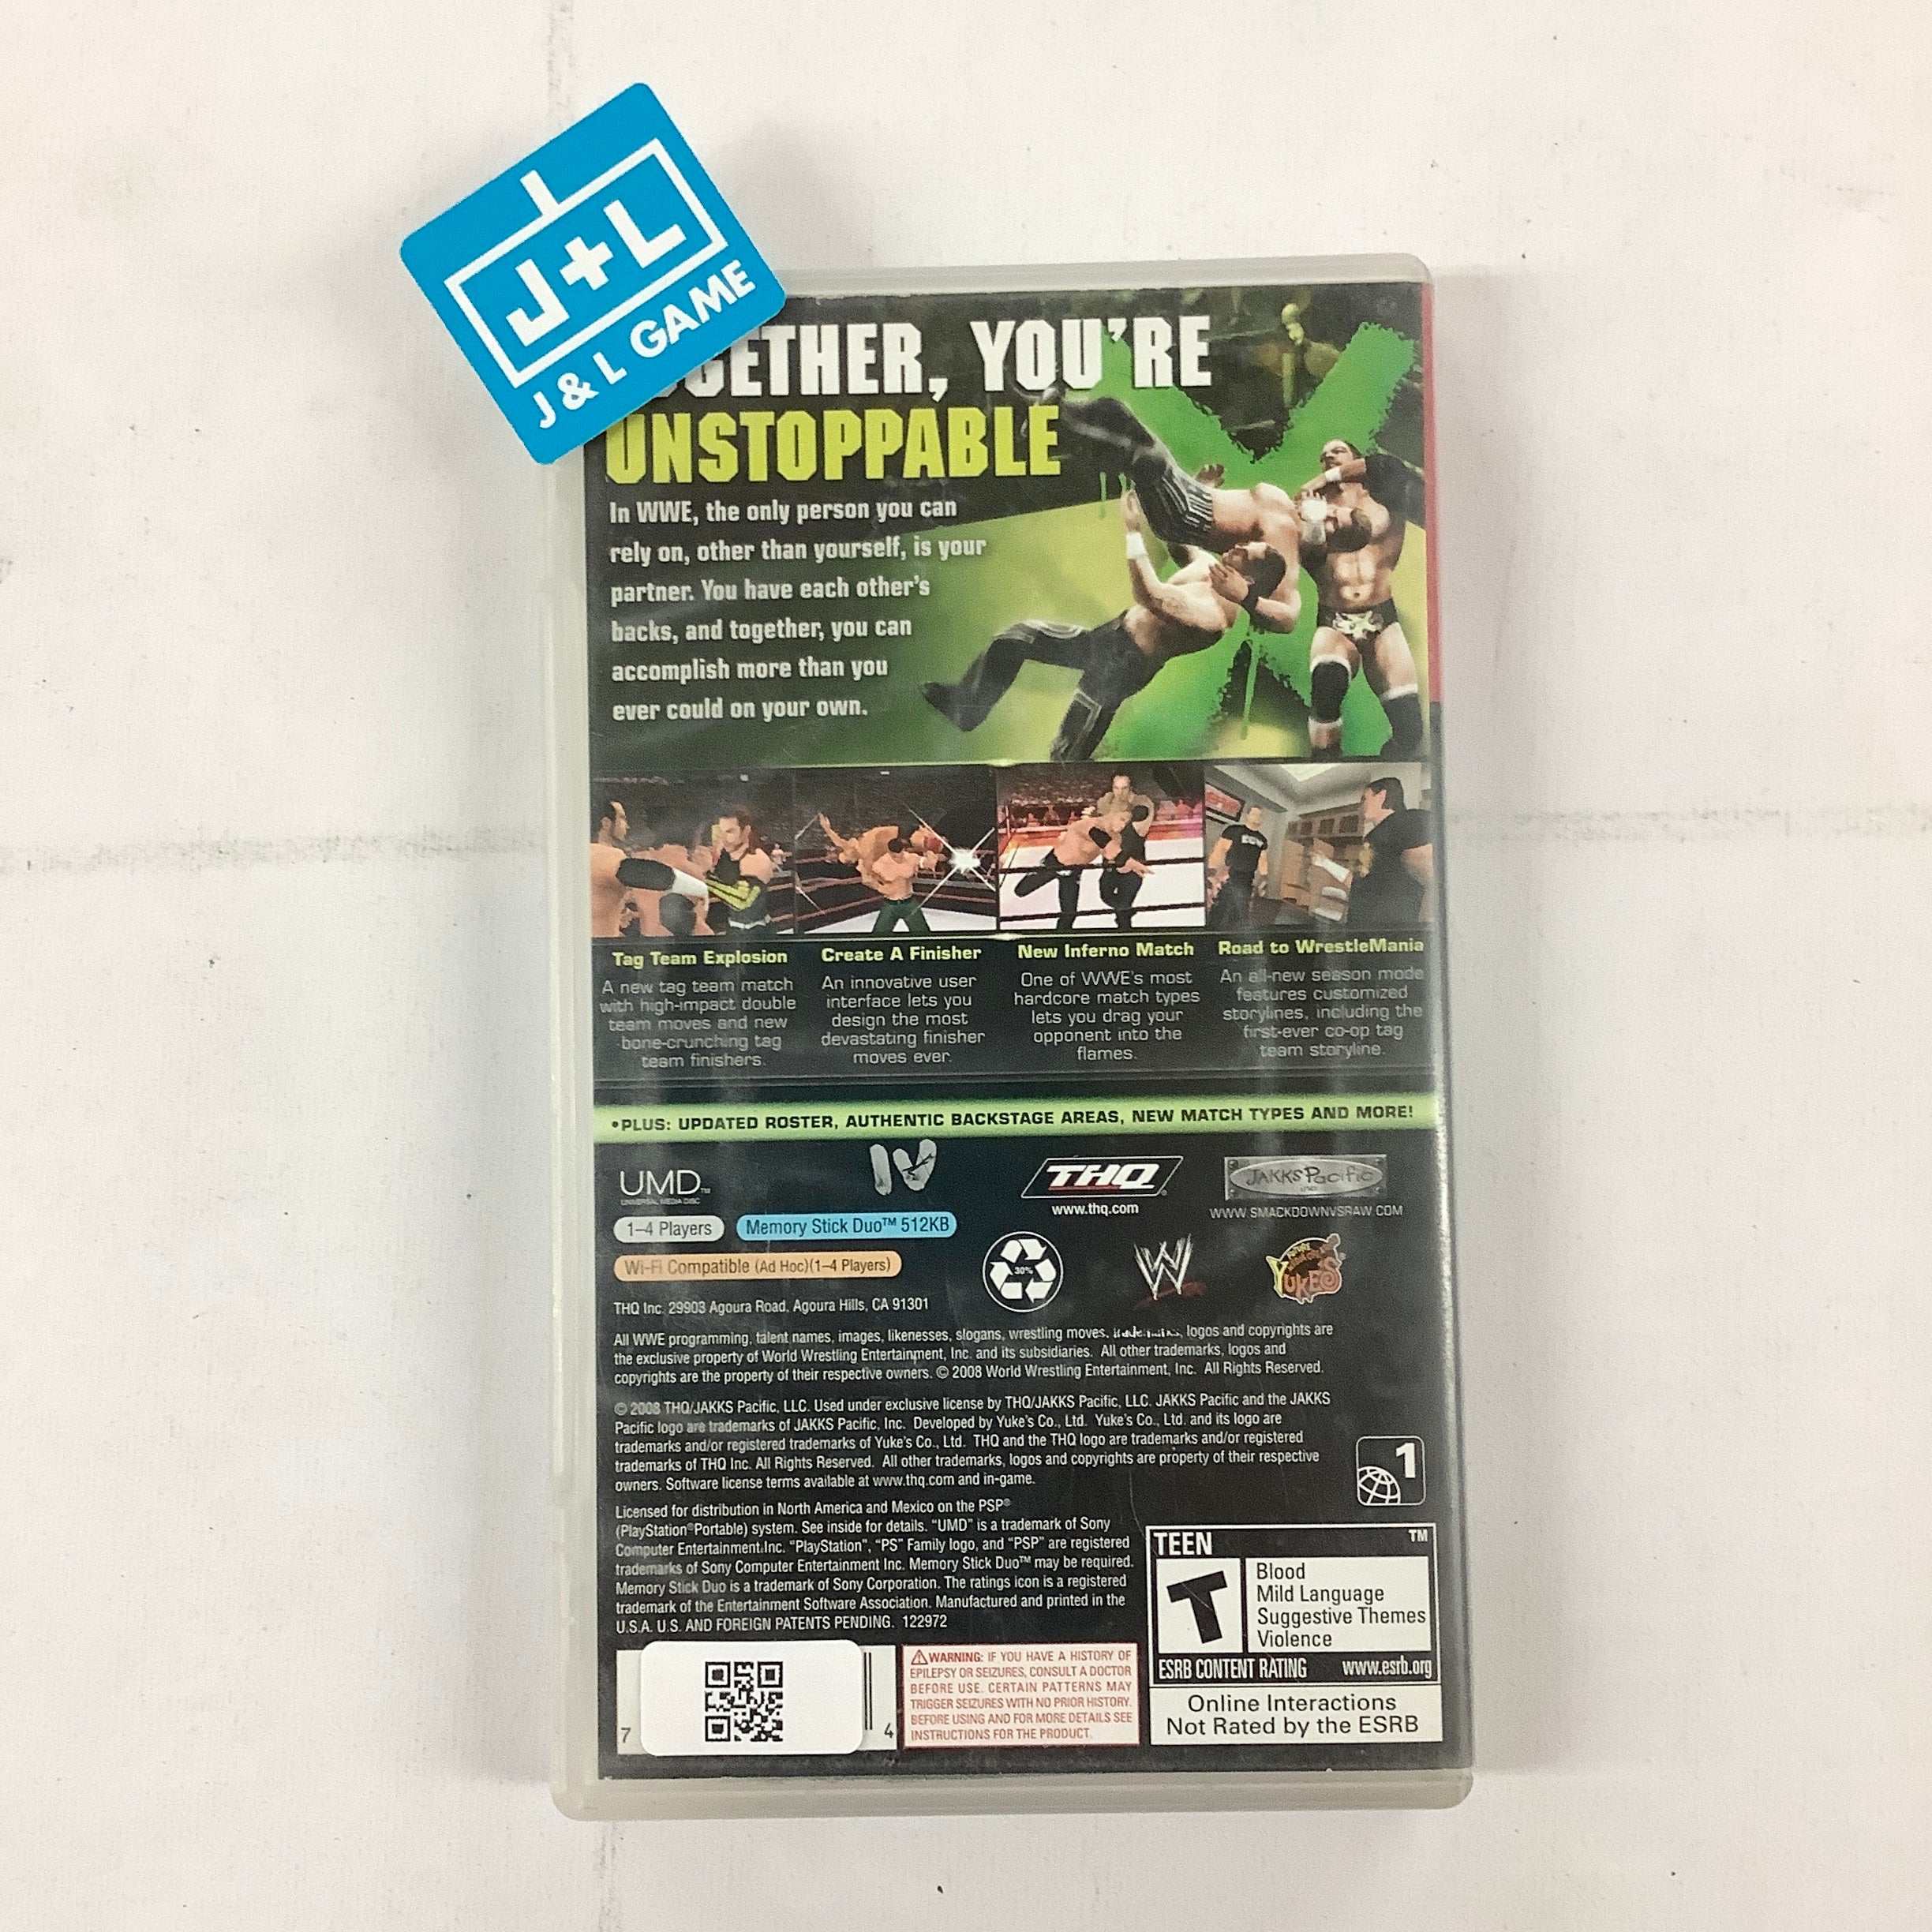 J+L
J & L GAME
TOGETHER, YOU'RE
UNSTOPPABLE
In WWE, the only person you can
rely on, other than yourself, is your
partner. You have each other's
backs, and together, you can
accomplish more than you
ever could on your own.
Tag Team Explosion
A new tag team match
with high-impact double
team moves and new
bone-crunching tag
team finishers.
Create A Finisher
An innovative user
interface lets you
design the most
devastating finisher
moves ever.
New Inferno Match
One of WWE's most
hardcore match types
lets you drag your
opponent into the
flames.
Road to WrestleMania
An all-new season mode
features customized
storylines, including the
first-ever co-op tag
team storyline.
•PLUS: UPDATED ROSTER, AUTHENTIC BACKSTAGE AREAS, NEW MATCH TYPES AND MORE!
UMD™
UNIVERSAL MEDIA DISC
THQ
www.thq.com
JAKKS Pacific
WWW.SMACKDOWNVSRAW.COM
1–4 Players
Memory Stick Duo™ 512KB
Wi-Fi Compatible (Ad Hoc)(1–4 Players)
30%
W
YUKE'S
THQ Inc. 29903 Agoura Road, Agoura Hills, CA 91301
All WWE programming, talent names, images, likenesses, slogans, wrestling moves, trademarks, logos and copyrights are
the exclusive property of World Wrestling Entertainment, Inc. and its subsidiaries. All other trademarks, logos and
copyrights are the property of their respective owners. © 2008 World Wrestling Entertainment, Inc. All Rights Reserved.
© 2008 THQ/JAKKS Pacific, LLC. Used under exclusive license by THQ/JAKKS Pacific, LLC. JAKKS Pacific and the JAKKS
Pacific logo are trademarks of JAKKS Pacific, Inc. Developed by Yuke's Co., Ltd. Yuke's Co., Ltd. and its logo are
trademarks and/or registered trademarks of Yuke's Co., Ltd. THQ and the THQ logo are trademarks and/or registered
trademarks of THQ Inc. All Rights Reserved. All other trademarks, logos and copyrights are property of their respective
owners. Software license terms available at www.thq.com and in-game.
1
Licensed for distribution in North America and Mexico on the PSP®
(PlayStation®Portable) system. See inside for details. "UMD" is a trademark of Sony
Computer Entertainment Inc. "PlayStation", "PS" Family logo, and "PSP" are registered
trademarks of Sony Computer Entertainment Inc. Memory Stick Duo™ may be required.
Memory Stick Duo is a trademark of Sony Corporation. The ratings icon is a registered
trademark of the Entertainment Software Association. Manufactured and printed in the
U.S.A. U.S. AND FOREIGN PATENTS PENDING. 122972
TEEN ™
T
Blood
Mild Language
Suggestive Themes
Violence
ESRB CONTENT RATING www.esrb.org
Online Interactions
Not Rated by the ESRB
7 4
WARNING: IF YOU HAVE A HISTORY OF
EPILEPSY OR SEIZURES, CONSULT A DOCTOR
BEFORE USE. CERTAIN PATTERNS MAY
TRIGGER SEIZURES WITH NO PRIOR HISTORY.
BEFORE USING AND FOR MORE DETAILS SEE
INSTRUCTIONS FOR THE PRODUCT.